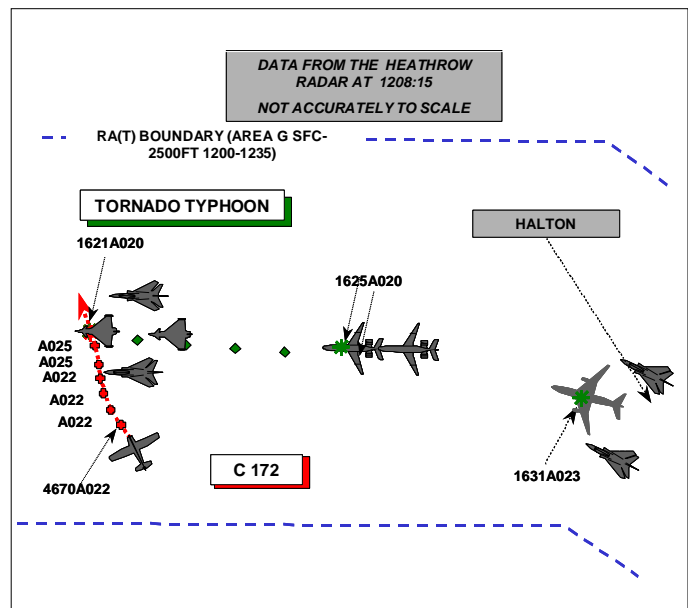 DATA FROM THE HEATHROW
RADAR AT 1208:15
NOT ACCURATELY TO SCALE
RA(T) BOUNDARY (AREA G SFC-
2500FT 1200-1235)
TORNADO TYPHOON
HALTON
1621A020
1625A020
A025
A025
A022
A022
A022
C 172
4670A022
1631A023